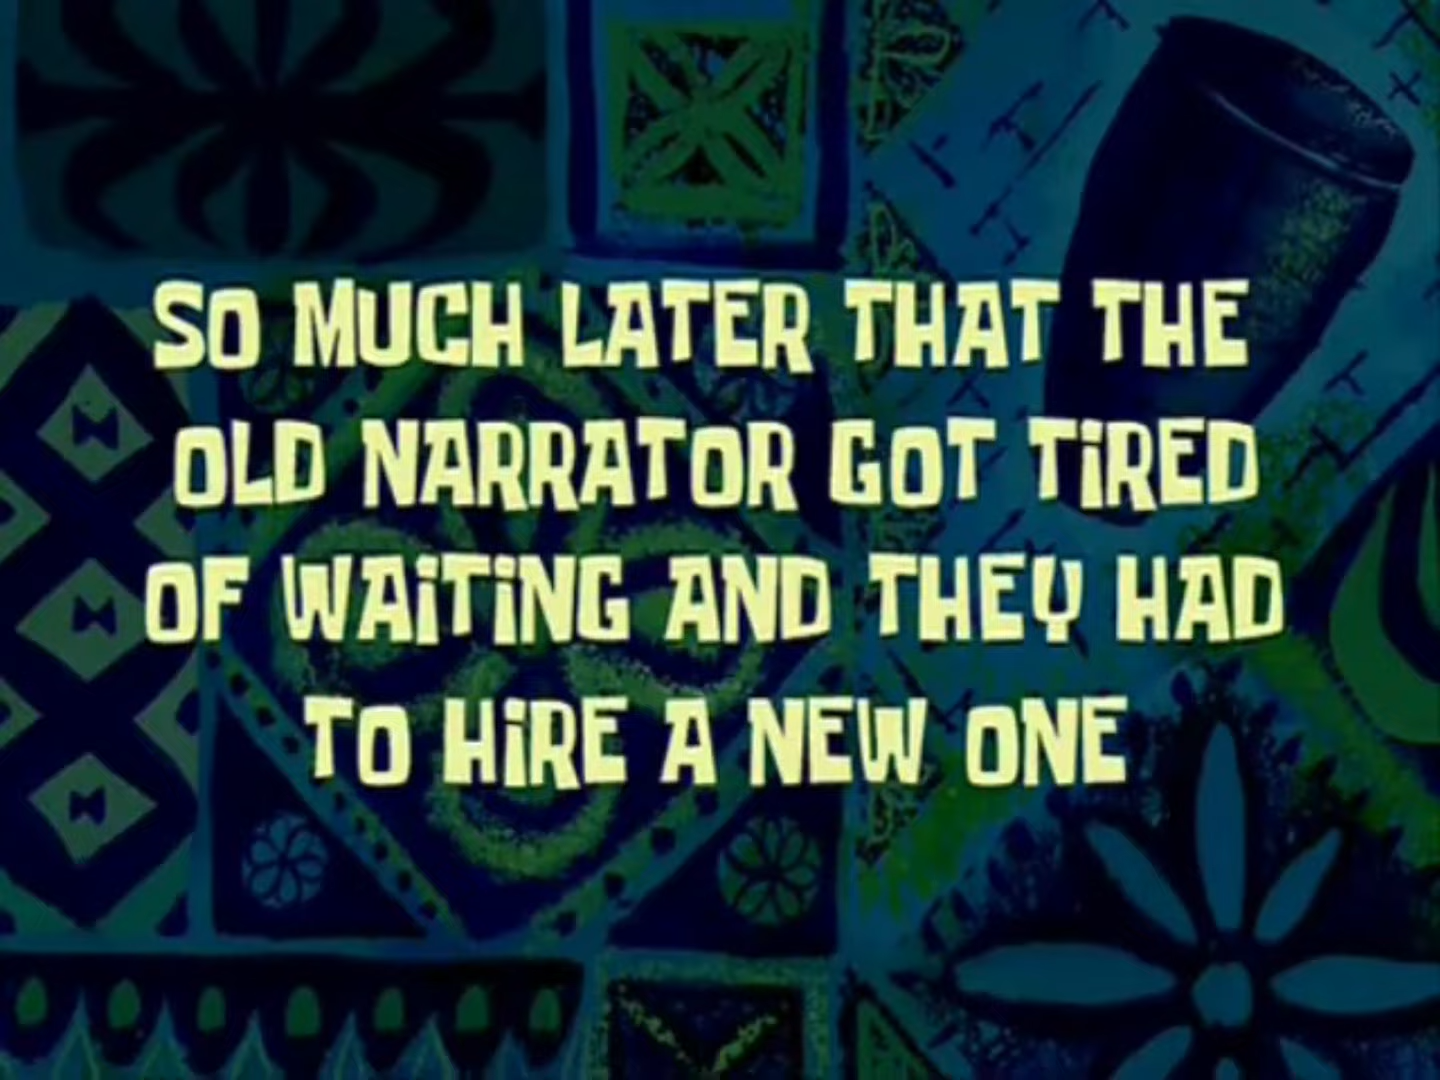 SO MUCH LATER THAT THE
OLD NARRATOR GOT TiRED
OF WAiTiNG AND THEY HAD
TO HiRE A NEW ONE